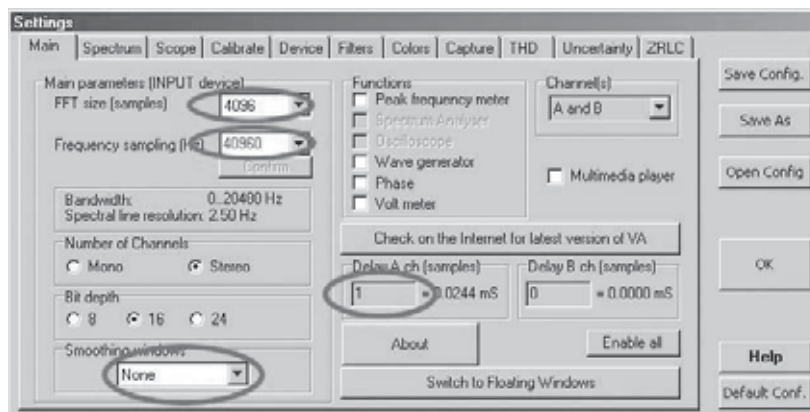 Settings
Main Spectrum Scope Calibrate Device Filters Colors Capture THD Uncertainty ZRLC
Main parameters (INPUT device)
FFT size (samples) 4096
Frequency sampling (Hz) 40960
Confirm
Bandwidth: 0..20480 Hz
Spectral line resolution: 2.50 Hz
Number of Channels
Mono Stereo
Bit depth
8 16 24
Smoothing windows
None
Functions
Peak frequency meter
Spectrum Analyser
Oscilloscope
Wave generator
Phase
Volt meter
Channel(s)
A and B
Multimedia player
Check on the Internet for latest version of VA
Delay A ch (samples)
1 = 0.0244 mS
Delay B ch (samples)
0 = 0.0000 mS
About
Enable all
Switch to Floating Windows
Save Config.
Save As
Open Config
OK
Help
Default Conf.